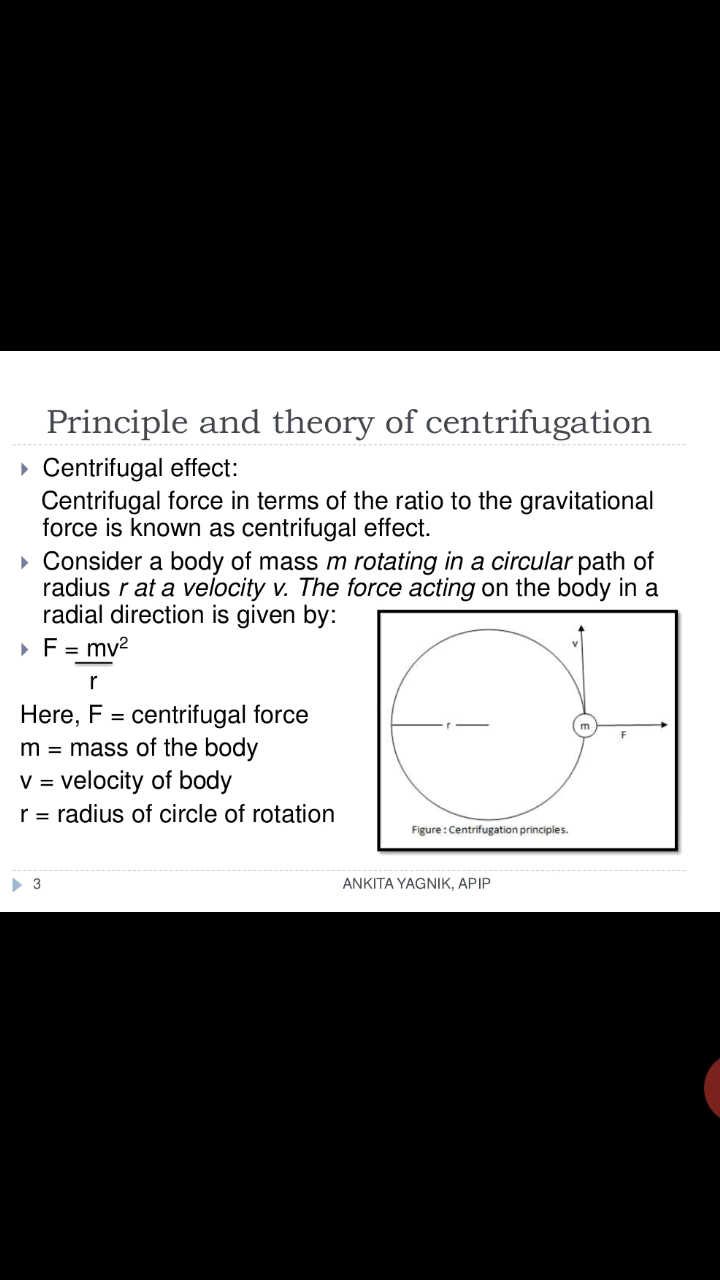 Principle and theory of centrifugation
Centrifugal effect:
Centrifugal force in terms of the ratio to the gravitational
force is known as centrifugal effect.
Consider a body of mass m rotating in a circular path of
radius r at a velocity v. The force acting on the body in a
radial direction is given by:
F = mv²
r
Here, F = centrifugal force
m = mass of the body
v = velocity of body
r = radius of circle of rotation
v
r
m
F
Figure : Centrifugation principles.
3
ANKITA YAGNIK, APIP